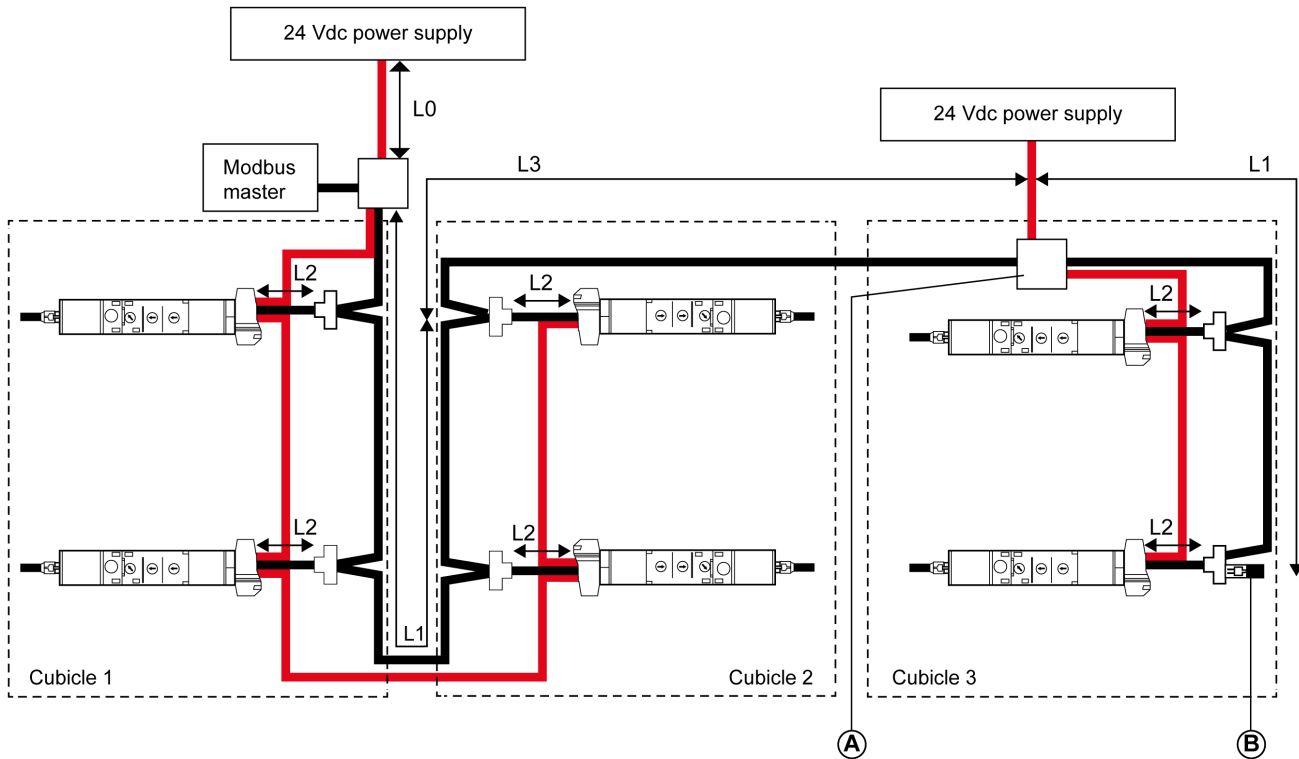 24 Vdc power supply
L0
24 Vdc power supply
Modbus
master
L3
L1
L2
L2
L2
L2
L2
L2
L1
Cubicle 1
Cubicle 2
Cubicle 3
A
B